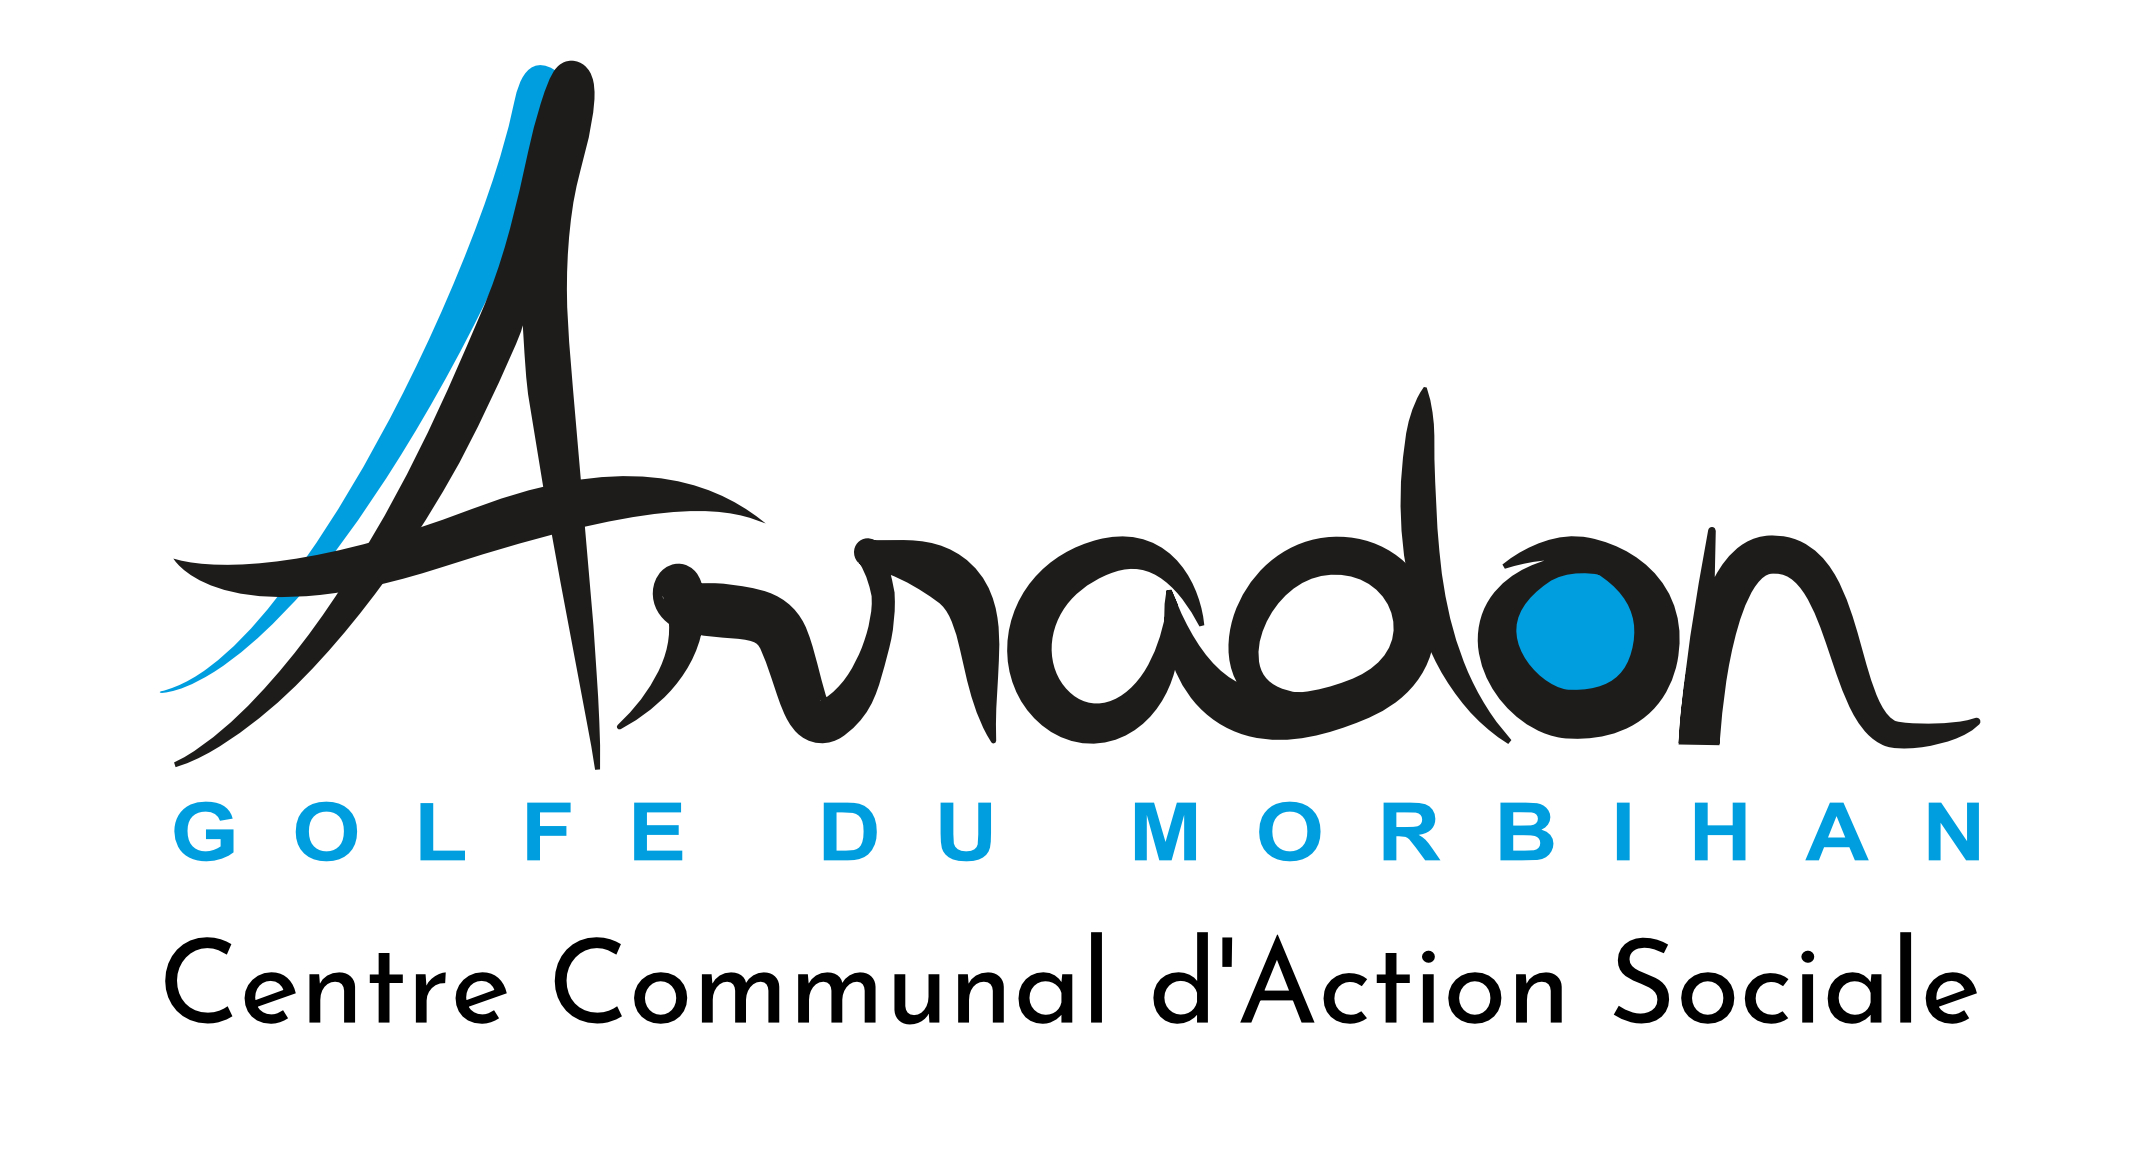 Arradon
GOLFE DU MORBIHAN
Centre Communal d'Action Sociale